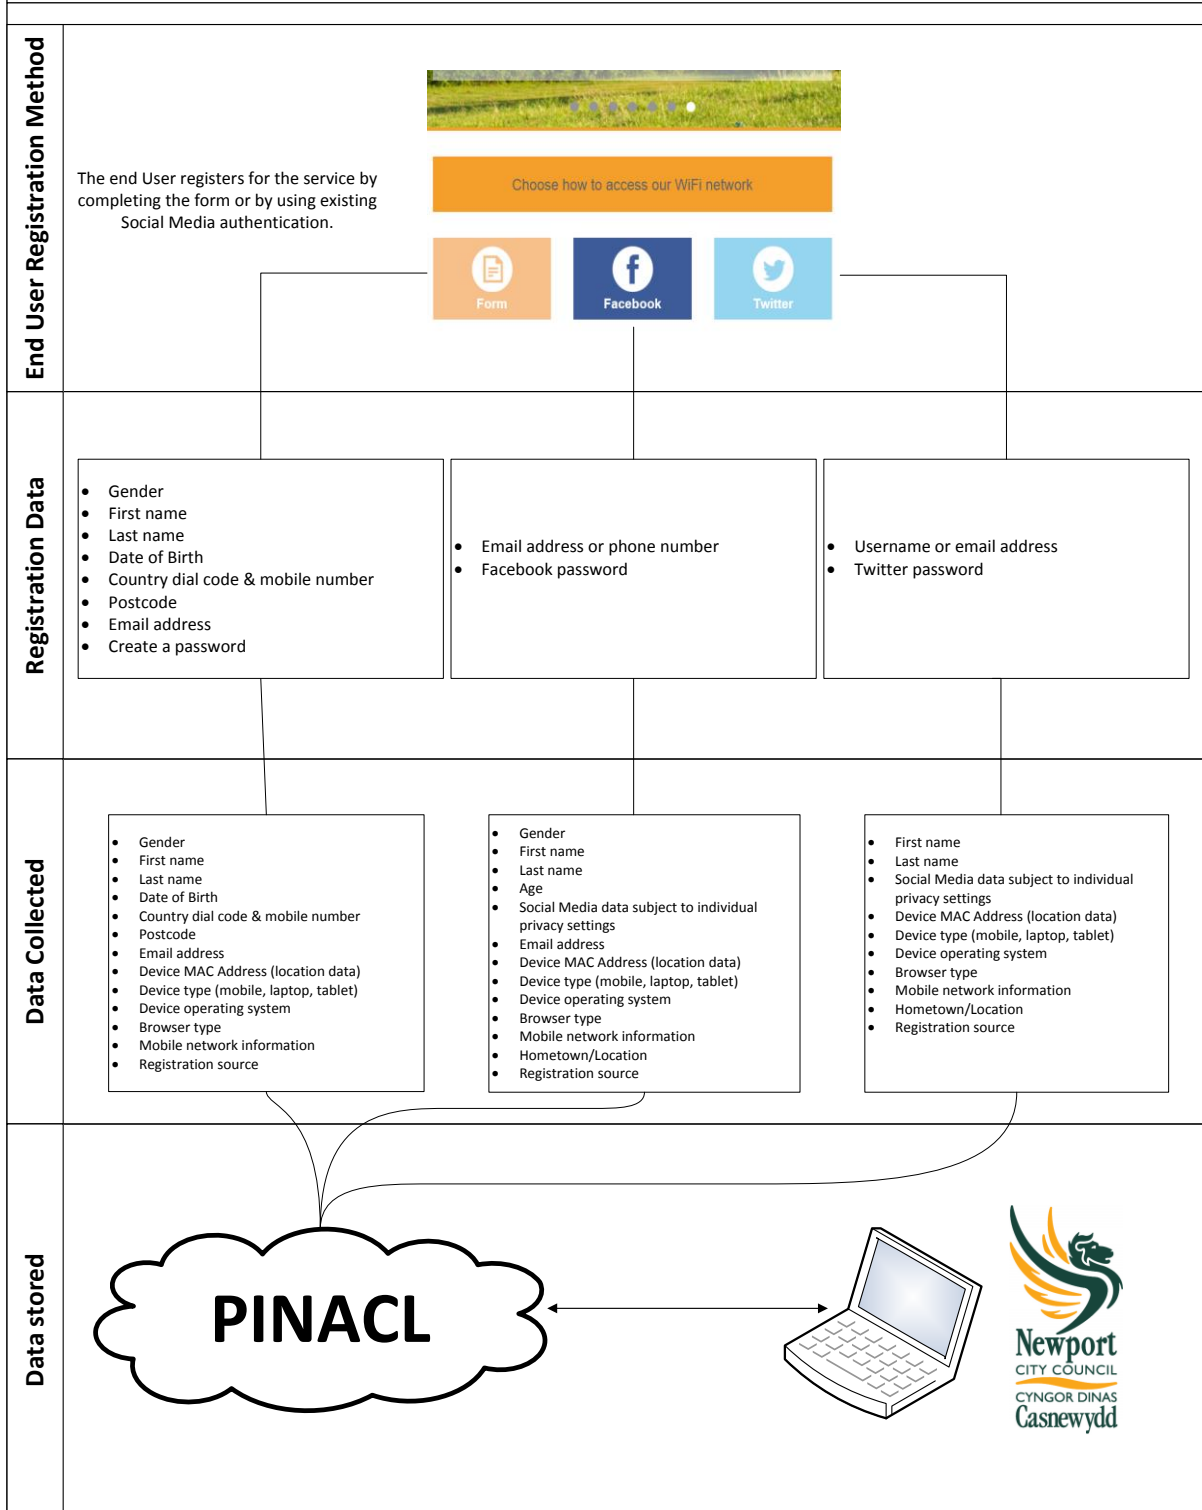 End User Registration Method
The end User registers for the service by
completing the form or by using existing
Social Media authentication.
Choose how to access our WiFi network
Form
Facebook
Twitter
Registration Data
• Gender
• First name
• Last name
• Date of Birth
• Country dial code & mobile number
• Postcode
• Email address
• Create a password
• Email address or phone number
• Facebook password
• Username or email address
• Twitter password
Data Collected
• Gender
• First name
• Last name
• Date of Birth
• Country dial code & mobile number
• Postcode
• Email address
• Device MAC Address (location data)
• Device type (mobile, laptop, tablet)
• Device operating system
• Browser type
• Mobile network information
• Registration source
• Gender
• First name
• Last name
• Age
• Social Media data subject to individual
privacy settings
• Email address
• Device MAC Address (location data)
• Device type (mobile, laptop, tablet)
• Device operating system
• Browser type
• Mobile network information
• Hometown/Location
• Registration source
• First name
• Last name
• Social Media data subject to individual
privacy settings
• Device MAC Address (location data)
• Device type (mobile, laptop, tablet)
• Device operating system
• Browser type
• Mobile network information
• Hometown/Location
• Registration source
Data stored
PINACL
Newport
CITY COUNCIL
CYNGOR DINAS
Casnewydd